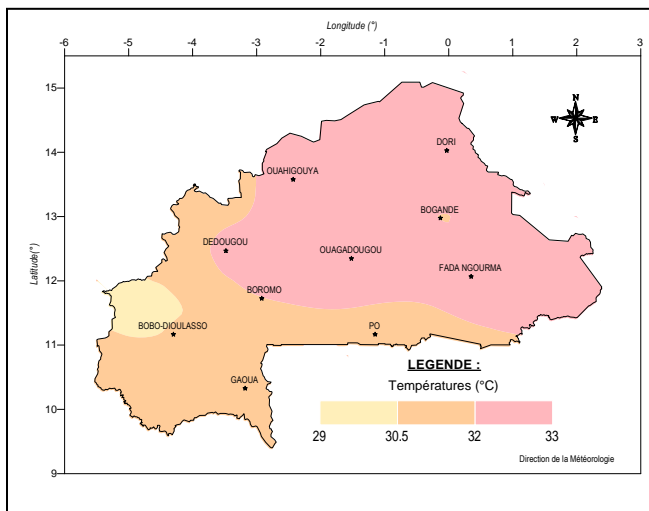 Longitude (°)
-6 -5 -4 -3 -2 -1 0 1 2 3
15
N
W E
S
14
DORI
OUAHIGOUYA
13
BOGANDE
DEDOUGOU
OUAGADOUGOU
FADA NGOURMA
Latitude(°)
12
BOROMO
BOBO-DIOULASSO
PO
11
LEGENDE :
Températures (°C)
GAOUA
10
29 30.5 32 33
Direction de la Météorologie
9